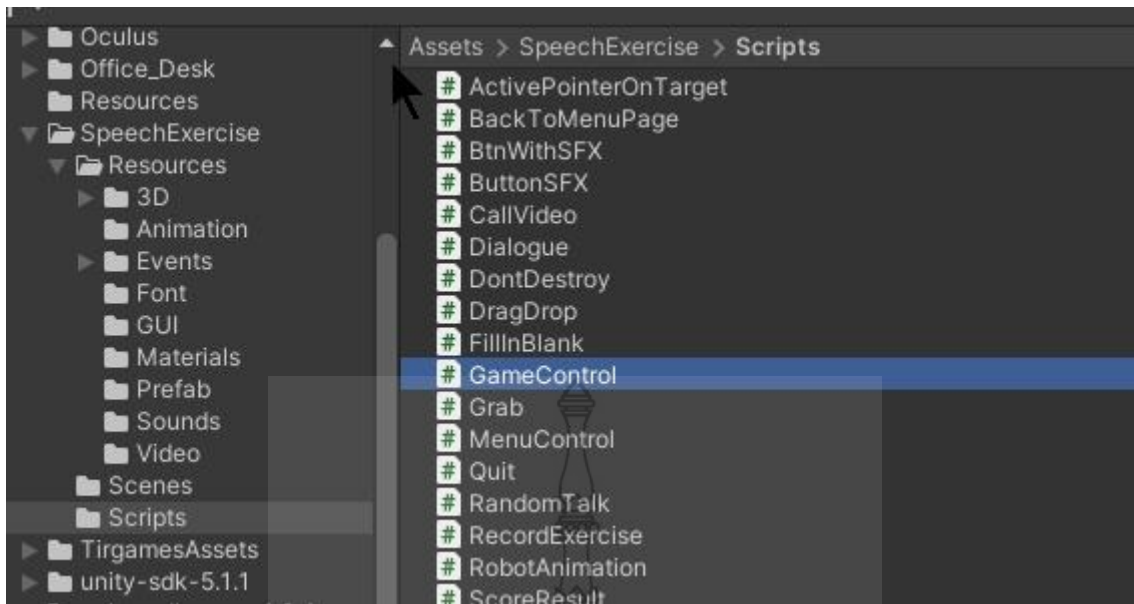 Oculus
Office_Desk
Resources
SpeechExercise
Resources
3D
Animation
Events
Font
GUI
Materials
Prefab
Sounds
Video
Scenes
Scripts
TirgamesAssets
unity-sdk-5.1.1
Assets > SpeechExercise > Scripts
# ActivePointerOnTarget
# BackToMenuPage
# BtnWithSFX
# ButtonSFX
# CallVideo
# Dialogue
# DontDestroy
# DragDrop
# FillInBlank
# GameControl
# Grab
# MenuControl
# Quit
# RandomTalk
# RecordExercise
# RobotAnimation
# ScoreResult